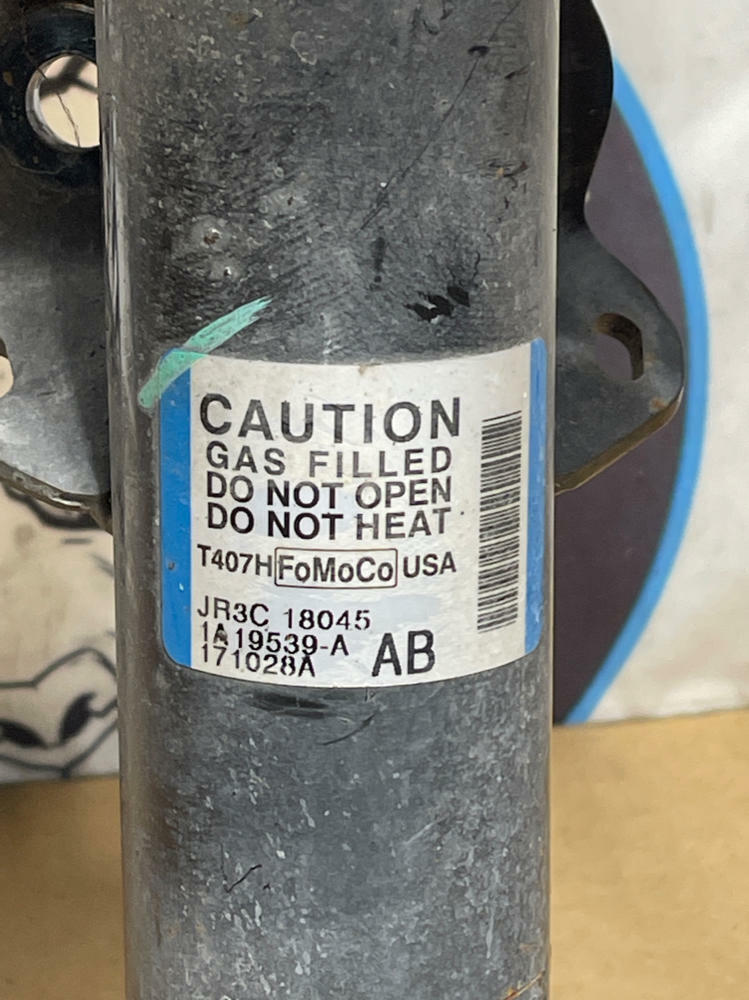 CAUTION
GAS FILLED
DO NOT OPEN
DO NOT HEAT
T407H FoMoCo USA
JR3C 18045
1A19539-A
171028A AB